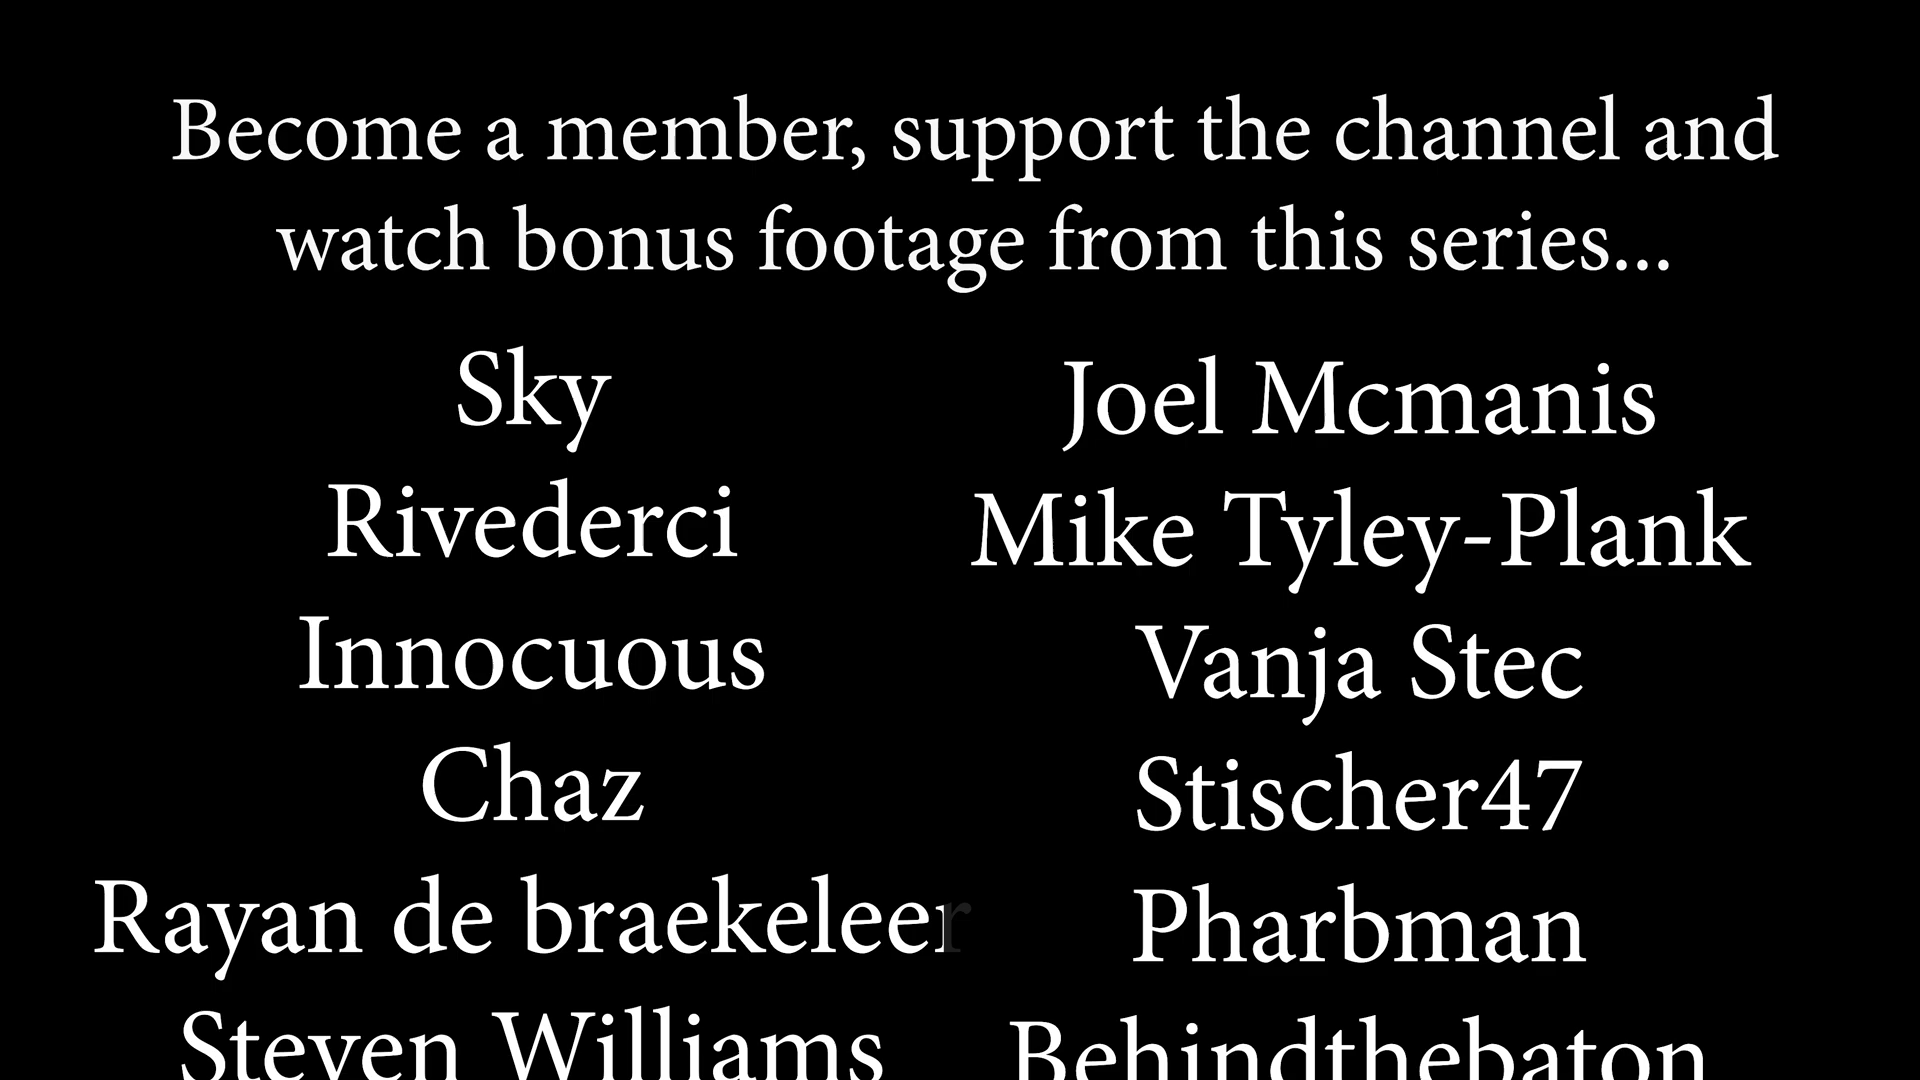 Become a member, support the channel and
watch bonus footage from this series...
Sky
Rivederci
Innocuous
Chaz
Rayan de braekeleer
Steven Williams
Joel Mcmanis
Mike Tyley-Plank
Vanja Stec
Stischer47
Pharbman
Behindthebaton